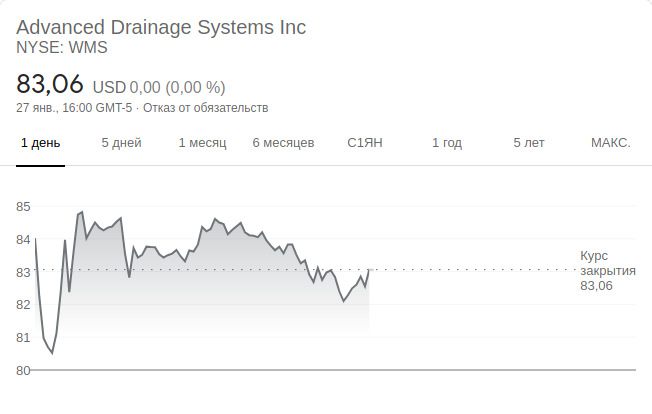 Advanced Drainage Systems Inc
NYSE: WMS
83,06 USD 0,00 (0,00 %)
27 янв., 16:00 GMT-5 · Отказ от обязательств
1 день 5 дней 1 месяц 6 месяцев С1ЯН 1 год 5 лет МАКС.
85
84
83
82
81
80
Курс
закрытия
83,06